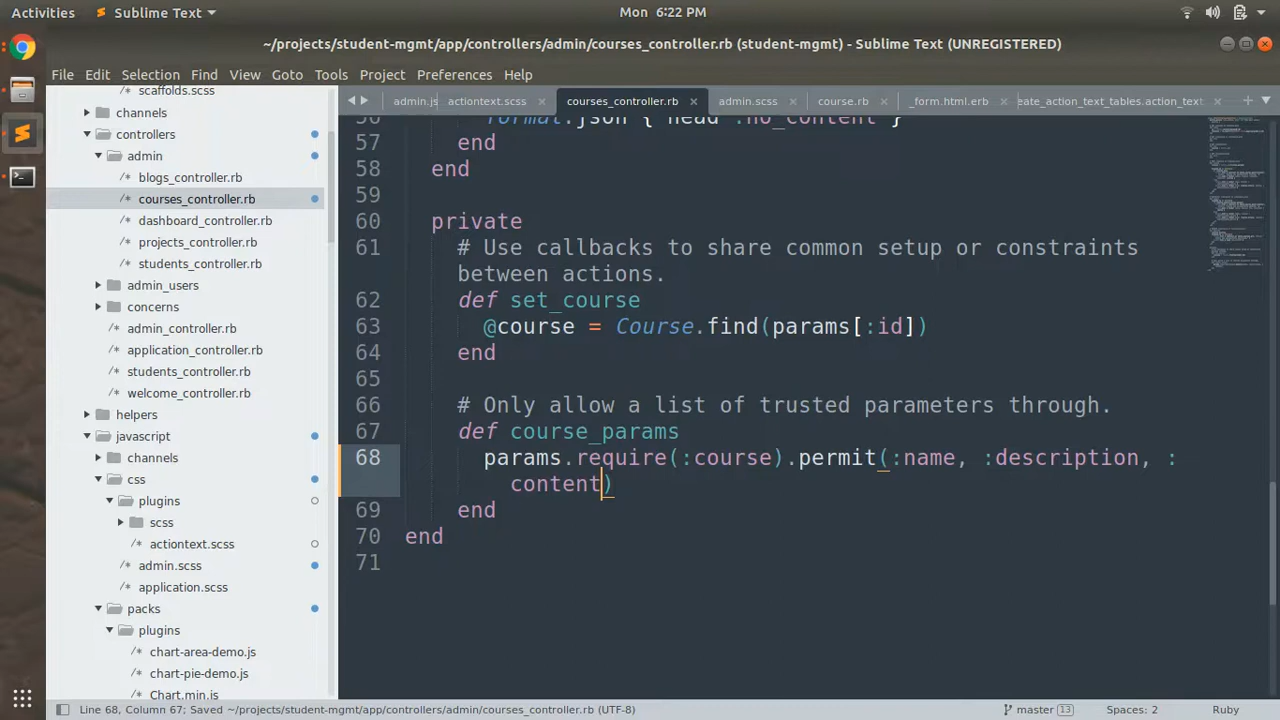 Activities Sublime Text Mon 6:22 PM
~/projects/student-mgmt/app/controllers/admin/courses_controller.rb (student-mgmt) - Sublime Text (UNREGISTERED)
File Edit Selection Find View Goto Tools Project Preferences Help
admin.js actiontext.scss courses_controller.rb admin.scss course.rb _form.html.erb eate_action_text_tables.action_text
scaffolds.scss
channels
controllers
admin
blogs_controller.rb
courses_controller.rb
dashboard_controller.rb
projects_controller.rb
students_controller.rb
admin_users
concerns
admin_controller.rb
application_controller.rb
students_controller.rb
welcome_controller.rb
helpers
javascript
channels
css
plugins
scss
actiontext.scss
admin.scss
application.scss
packs
plugins
chart-area-demo.js
chart-pie-demo.js
Chart.min.js
56 format.json { head :no_content }
57 end
58 end
59
60 private
61 # Use callbacks to share common setup or constraints
between actions.
62 def set_course
63 @course = Course.find(params[:id])
64 end
65
66 # Only allow a list of trusted parameters through.
67 def course_params
68 params.require(:course).permit(:name, :description, :
content)
69 end
70 end
71
Line 68, Column 67; Saved ~/projects/student-mgmt/app/controllers/admin/courses_controller.rb (UTF-8) master 13 Spaces: 2 Ruby